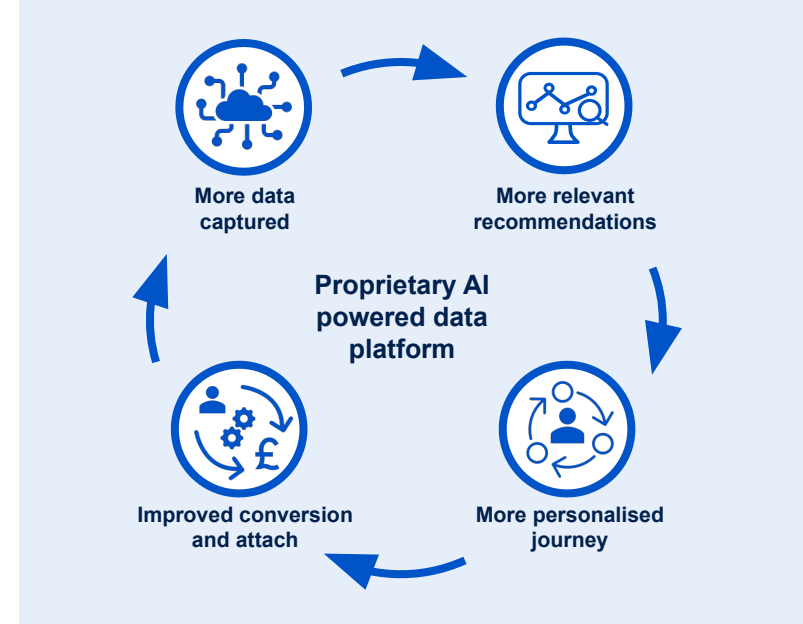 More data
captured
More relevant
recommendations
Proprietary AI
powered data
platform
Improved conversion
and attach
£
More personalised
journey